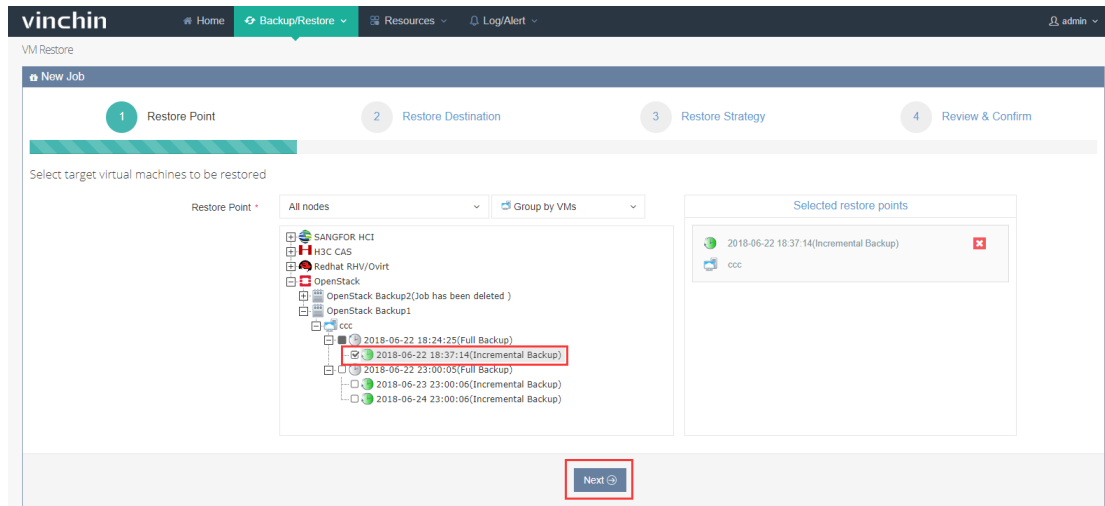 vinchin Home Backup/Restore Resources Log/Alert admin
VM Restore
New Job
1 Restore Point 2 Restore Destination 3 Restore Strategy 4 Review & Confirm
Select target virtual machines to be restored
Restore Point * All nodes Group by VMs
SANGFOR HCI
H3C CAS
Redhat RHV/Ovirt
OpenStack
OpenStack Backup2(Job has been deleted )
OpenStack Backup1
ccc
2018-06-22 18:24:25(Full Backup)
2018-06-22 18:37:14(Incremental Backup)
2018-06-22 23:00:05(Full Backup)
2018-06-23 23:00:06(Incremental Backup)
2018-06-24 23:00:06(Incremental Backup)
Selected restore points
2018-06-22 18:37:14(Incremental Backup)
ccc
Next